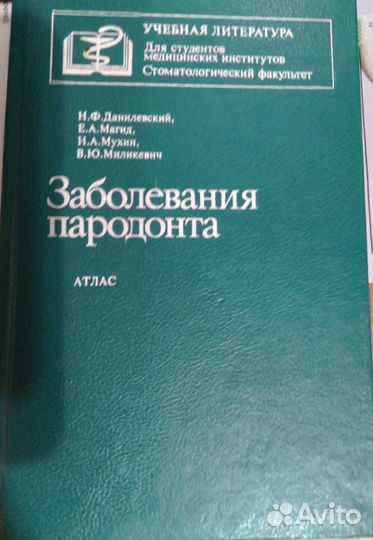 УЧЕБНАЯ ЛИТЕРАТУРА
Для студентов
медицинских институтов
Стоматологический факультет
Н.Ф.Данилевский,
Е.А.Магид,
Н.А.Мухин,
В.Ю.Миликевич
Заболевания
пародонта
АТЛАС
Avito